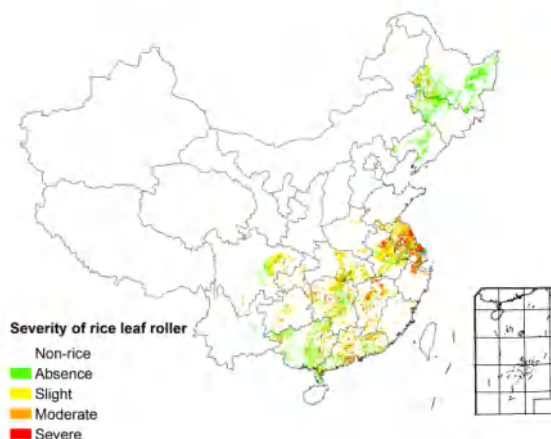 Severity of rice leaf roller
Non-rice
Absence
Slight
Moderate
Severe